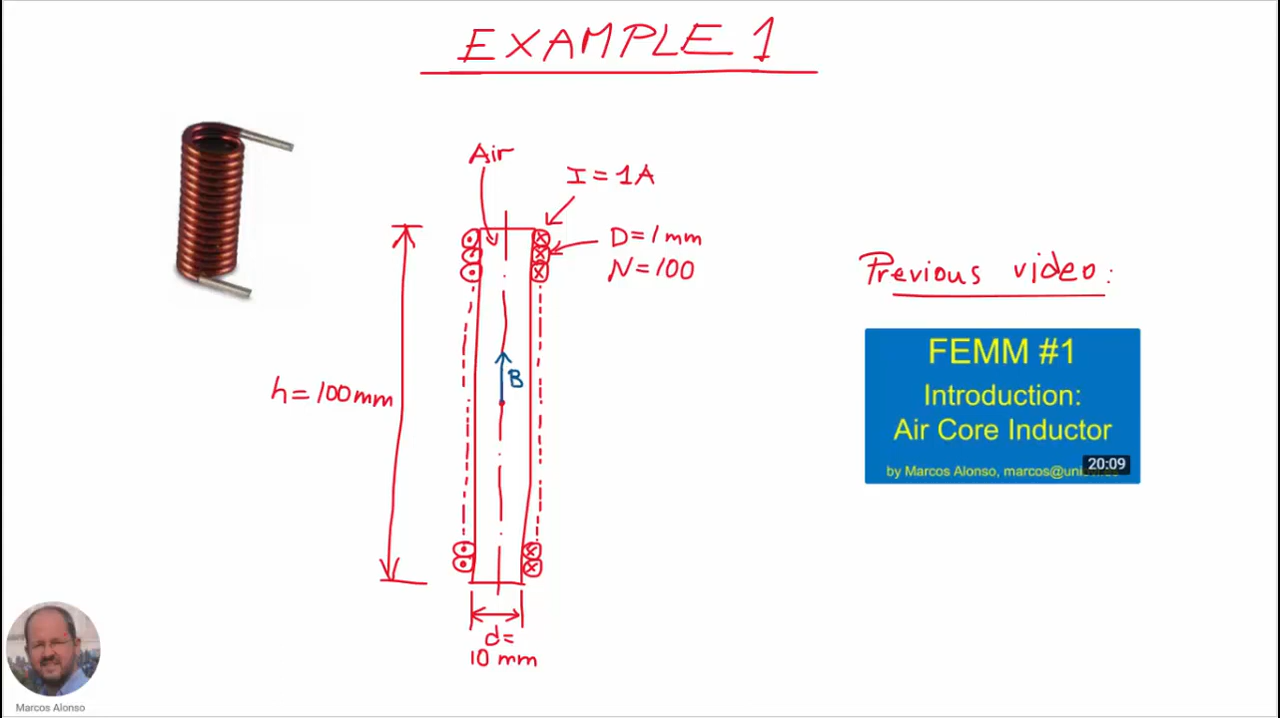 EXAMPLE 1
Air
I = 1A
D = 1 mm
N = 100
h = 100 mm
B
d =
10 mm
Previous video:
FEMM #1
Introduction:
Air Core Inductor
by Marcos Alonso, marcos@uni
20:09
Marcos Alonso